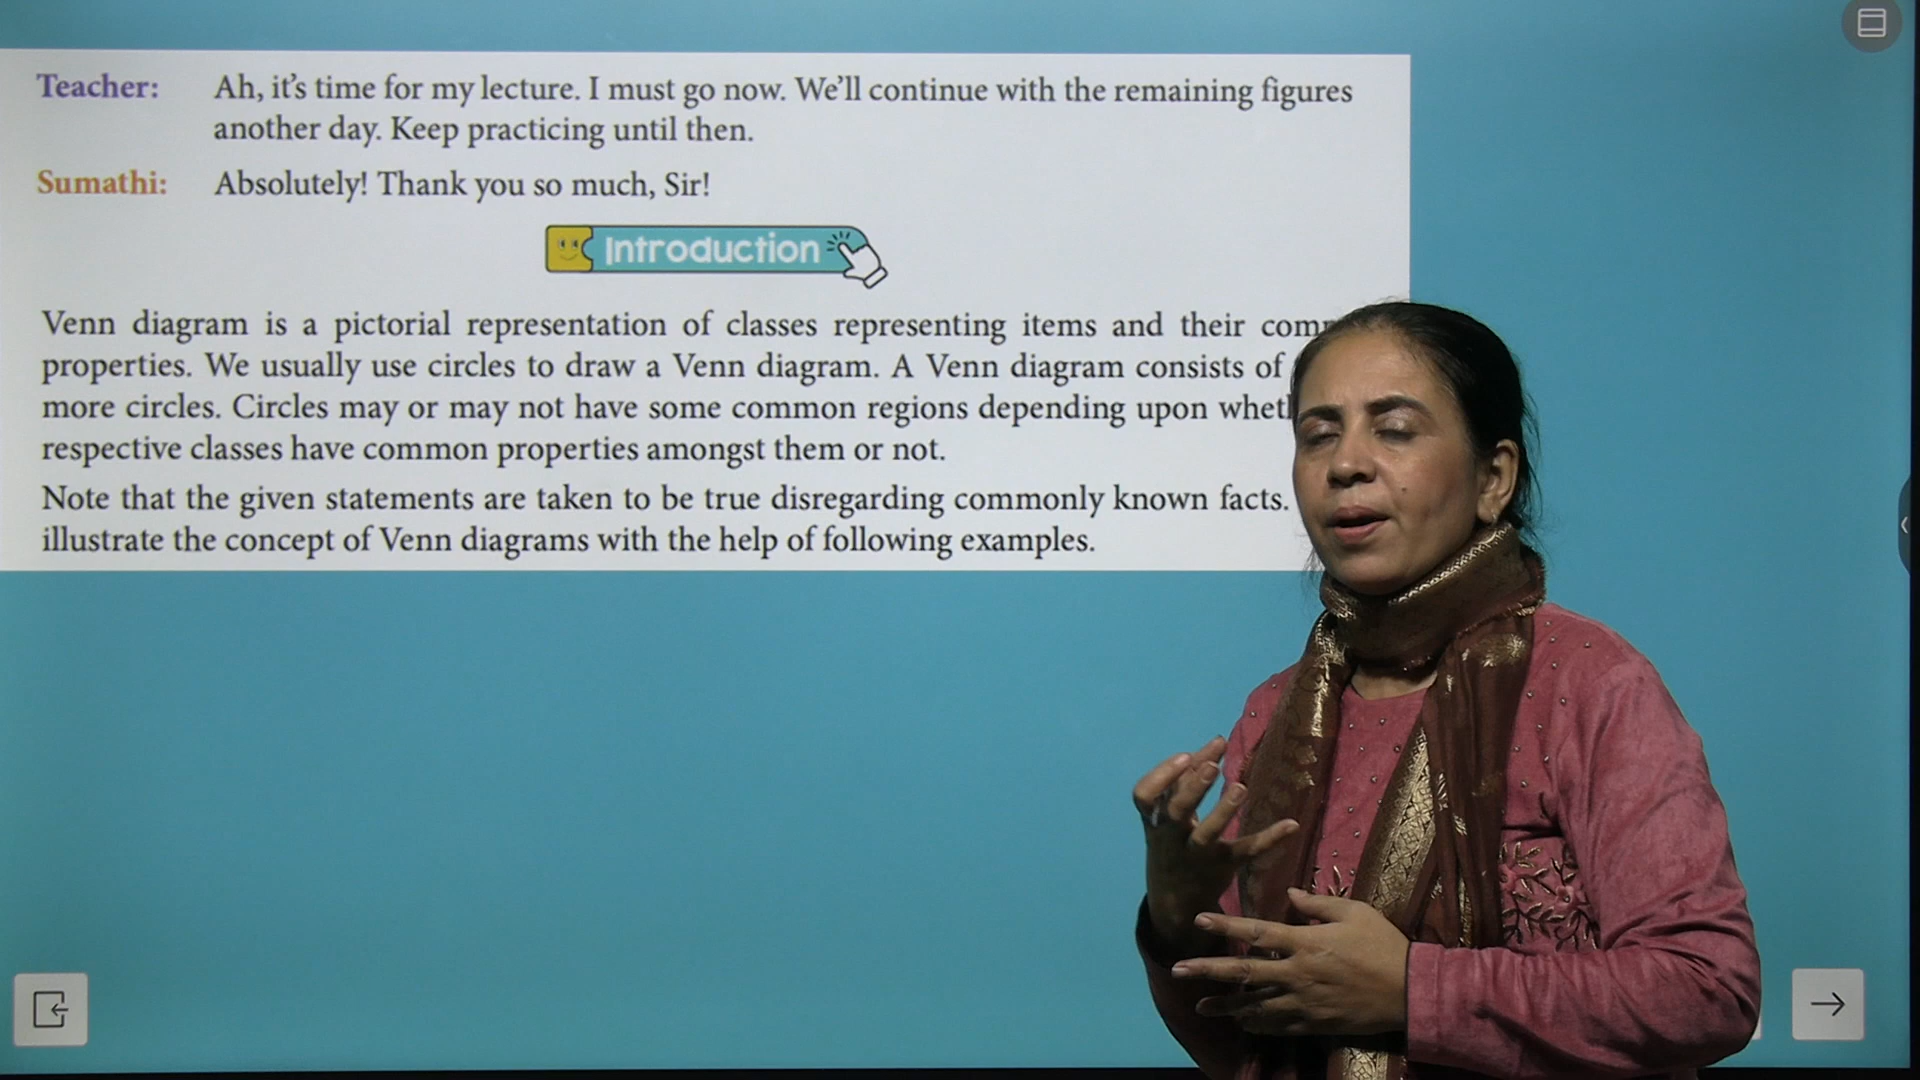 Teacher: Ah, it's time for my lecture. I must go now. We'll continue with the remaining figures
another day. Keep practicing until then.
Sumathi: Absolutely! Thank you so much, Sir!
Introduction
Venn diagram is a pictorial representation of classes representing items and their
properties. We usually use circles to draw a Venn diagram. A Venn diagram consists of
more circles. Circles may or may not have some common regions depending upon
respective classes have common properties amongst them or not.
Note that the given statements are taken to be true disregarding commonly known facts.
illustrate the concept of Venn diagrams with the help of following examples.